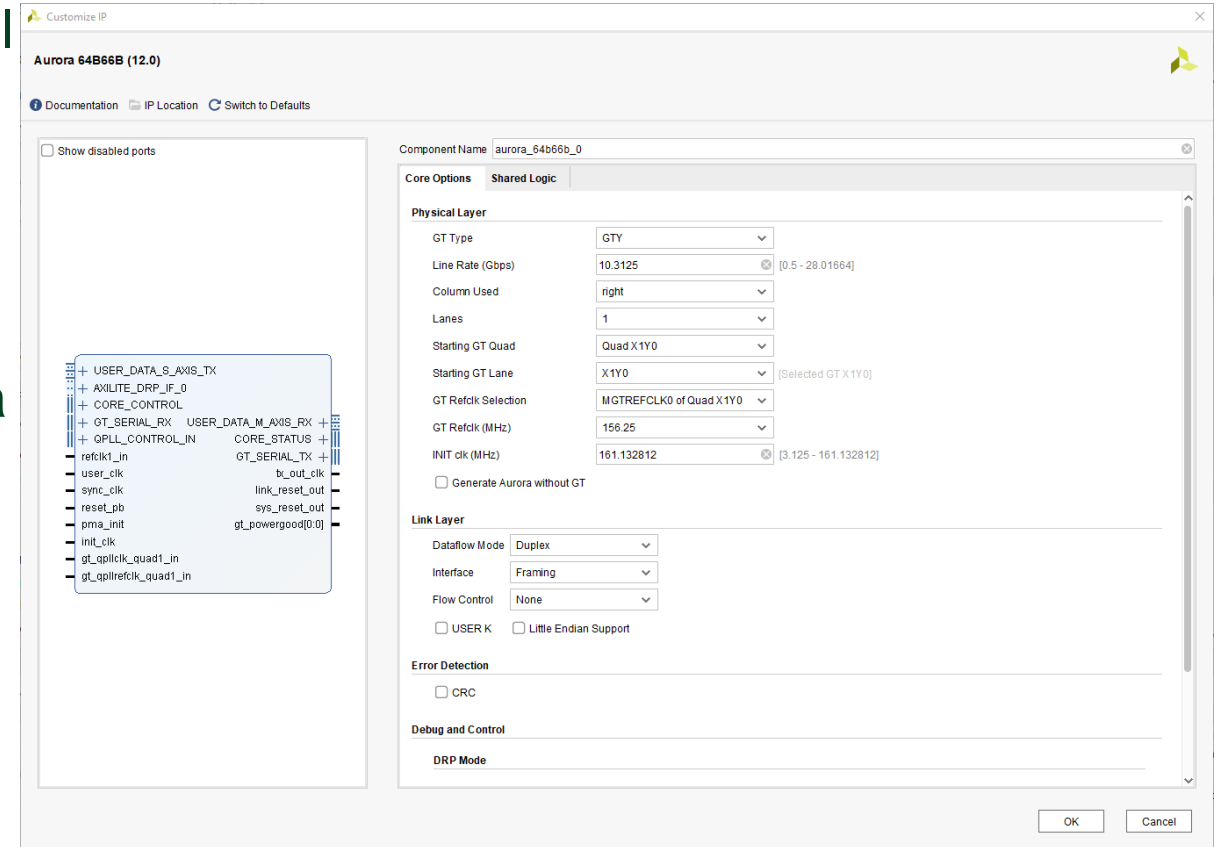 Customize IP
Aurora 64B66B (12.0)
Documentation IP Location Switch to Defaults
Show disabled ports
USER_DATA_S_AXIS_TX
AXILITE_DRP_IF_0
CORE_CONTROL
GT_SERIAL_RX USER_DATA_M_AXIS_RX
QPLL_CONTROL_IN CORE_STATUS
refclk1_in GT_SERIAL_TX
user_clk tx_out_clk
sync_clk link_reset_out
reset_pb sys_reset_out
pma_init gt_powergood[0:0]
init_clk
gt_qpllclk_quad1_in
gt_qpllrefclk_quad1_in
Component Name aurora_64b66b_0
Core Options Shared Logic
Physical Layer
GT Type GTY
Line Rate (Gbps) 10.3125 [0.5 - 28.01664]
Column Used right
Lanes 1
Starting GT Quad Quad X1Y0
Starting GT Lane X1Y0 [Selected GT X1Y0]
GT Refclk Selection MGTREFCLK0 of Quad X1Y0
GT Refclk (MHz) 156.25
INIT clk (MHz) 161.132812 [3.125 - 161.132812]
Generate Aurora without GT
Link Layer
Dataflow Mode Duplex
Interface Framing
Flow Control None
USER K Little Endian Support
Error Detection
CRC
Debug and Control
DRP Mode
OK Cancel